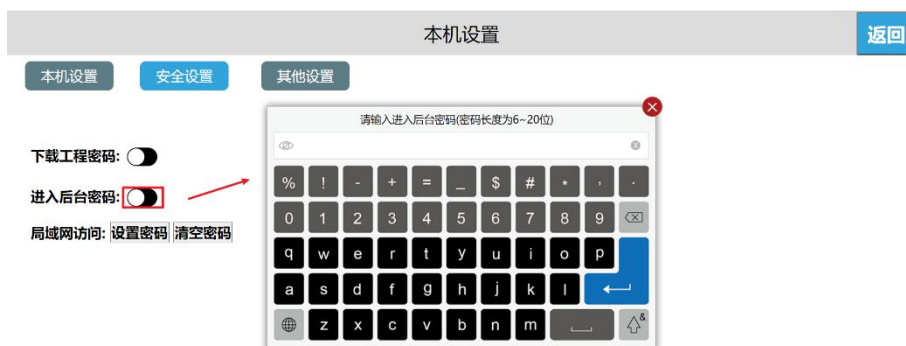 本机设置
返回
本机设置 安全设置 其他设置
请输入进入后台密码(密码长度为6~20位)
下载工程密码:
进入后台密码:
局域网访问: 设置密码 清空密码
% ! - + = _ $ # * , .
0 1 2 3 4 5 6 7 8 9
q w e r t y u i o p
a s d f g h j k l
z x c v b n m &